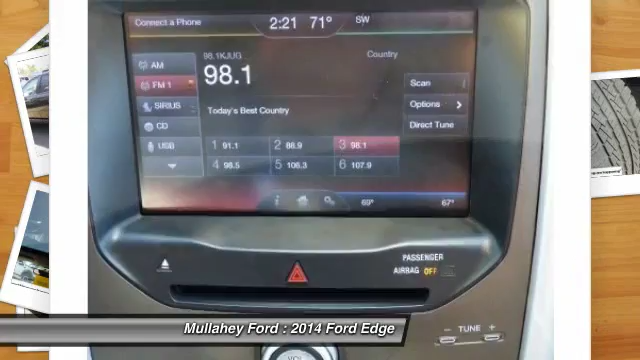 Connect a Phone 2:21 71° SW
98.1KJUG Country
98.1
AM
FM 1
SIRIUS
CD
USB
Scan
Options
Direct Tune
Today's Best Country
1 91.1 2 88.9 3 98.1
4 98.5 5 106.3 6 107.9
69° 67°
PASSENGER
AIRBAG OFF
Mullahey Ford : 2014 Ford Edge
− TUNE +
VOL